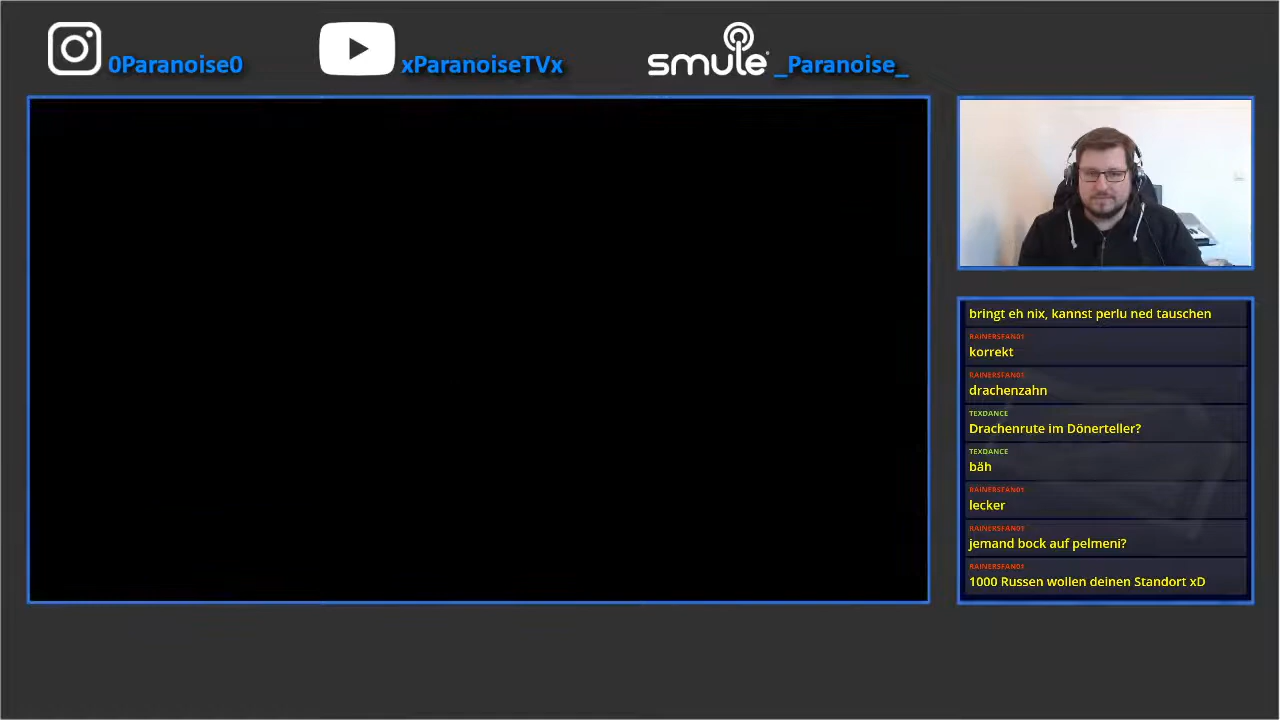 0Paranoise0
xParanoiseTVx
smule
_Paranoise_
bringt eh nix, kannst perlu ned tauschen
RAINERSFAN01
korrekt
RAINERSFAN01
drachenzahn
TEXDANCE
Drachenrute im Dönerteller?
TEXDANCE
bäh
RAINERSFAN01
lecker
RAINERSFAN01
jemand bock auf pelmeni?
RAINERSFAN01
1000 Russen wollen deinen Standort xD